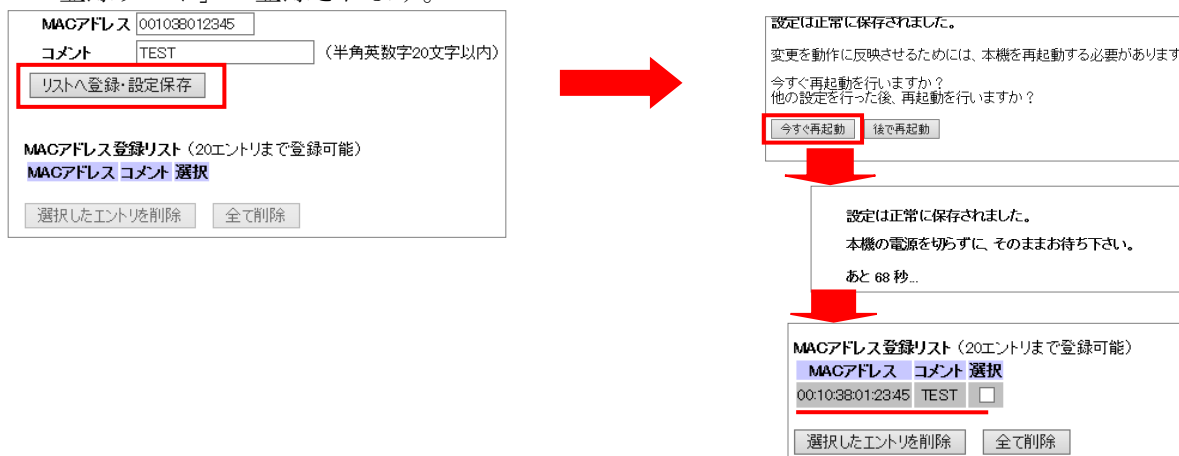 MACアドレス 001038012345
コメント TEST （半角英数字20文字以内）
リストへ登録・設定保存
MACアドレス登録リスト（20エントリまで登録可能）
MACアドレス コメント 選択
選択したエントリを削除 全て削除
設定は正常に保存されました。
変更を動作に反映させるためには、本機を再起動する必要があります
今すぐ再起動を行いますか？
他の設定を行った後、再起動を行いますか？
今すぐ再起動 後で再起動
設定は正常に保存されました。
本機の電源を切らずに、そのままお待ち下さい。
あと 68 秒...
MACアドレス登録リスト（20エントリまで登録可能）
MACアドレス コメント 選択
00:10:38:01:23:45 TEST
選択したエントリを削除 全て削除